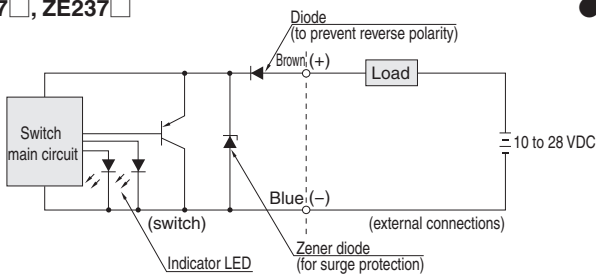 7□, ZE237□
Diode
(to prevent reverse polarity)
Brown (+)
Load
Switch
main circuit
10 to 28 VDC
Blue (−)
(switch)
(external connections)
Indicator LED
Zener diode
(for surge protection)